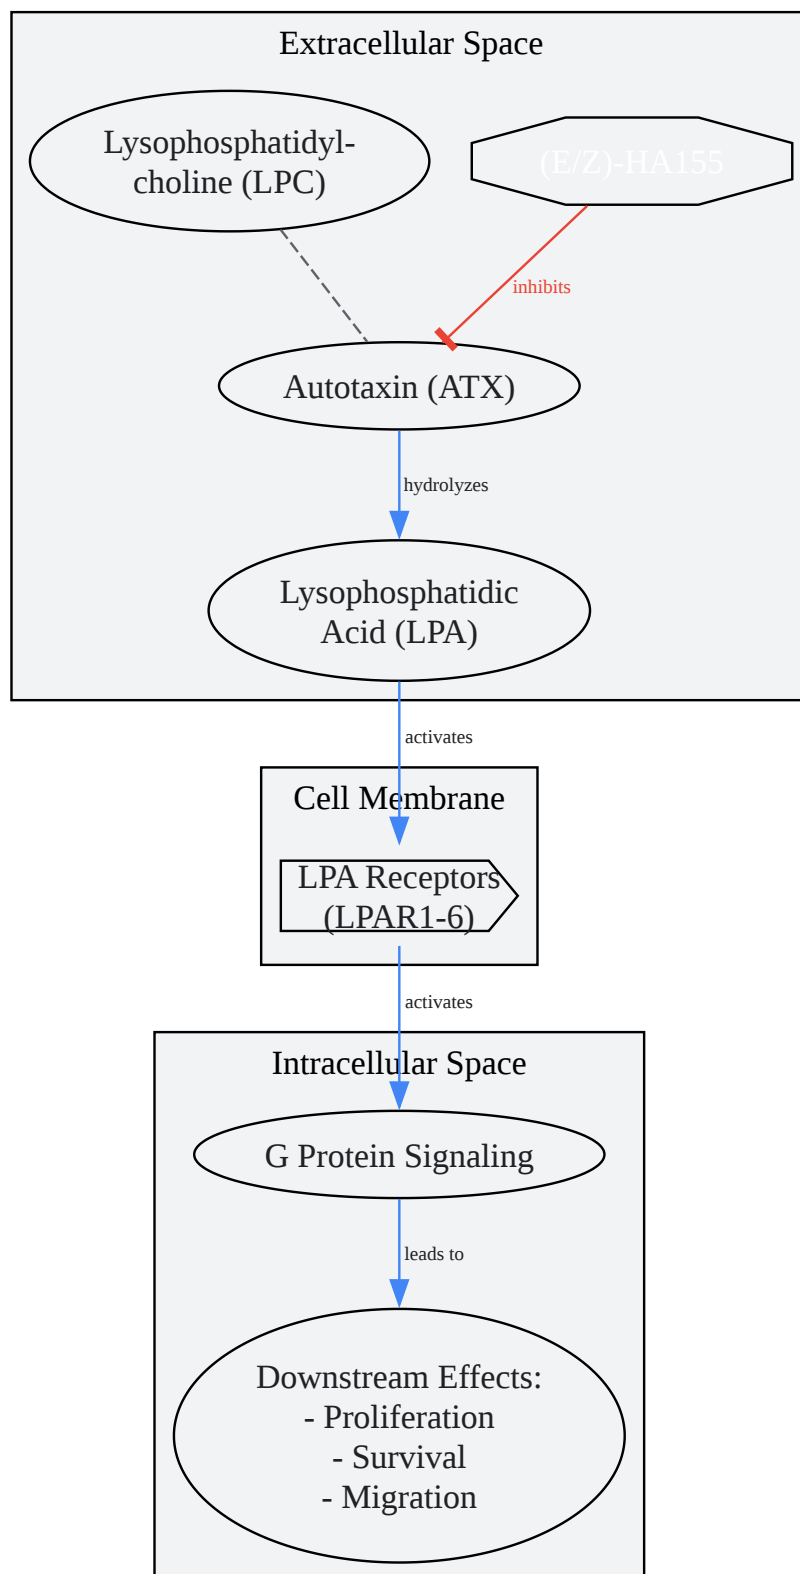 Extracellular Space
Lysophosphatidyl-
choline (LPC)
(E/Z)-HA155
inhibits
Autotaxin (ATX)
hydrolyzes
Lysophosphatidic
Acid (LPA)
activates
Cell Membrane
LPA Receptors
(LPAR1-6)
activates
Intracellular Space
G Protein Signaling
leads to
Downstream Effects:
- Proliferation
- Survival
- Migration